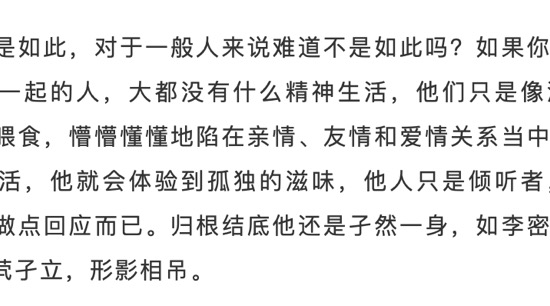 是如此，对于一般人来说难道不是如此吗？如果你
一起的人，大都没有什么精神生活，他们只是像
喂食，懵懵懂懂地陷在亲情、友情和爱情关系当中
活，他就会体验到孤独的滋味，他人只是倾听者，
做点回应而已。归根结底他还是孑然一身，如李密
茕孑立，形影相吊。